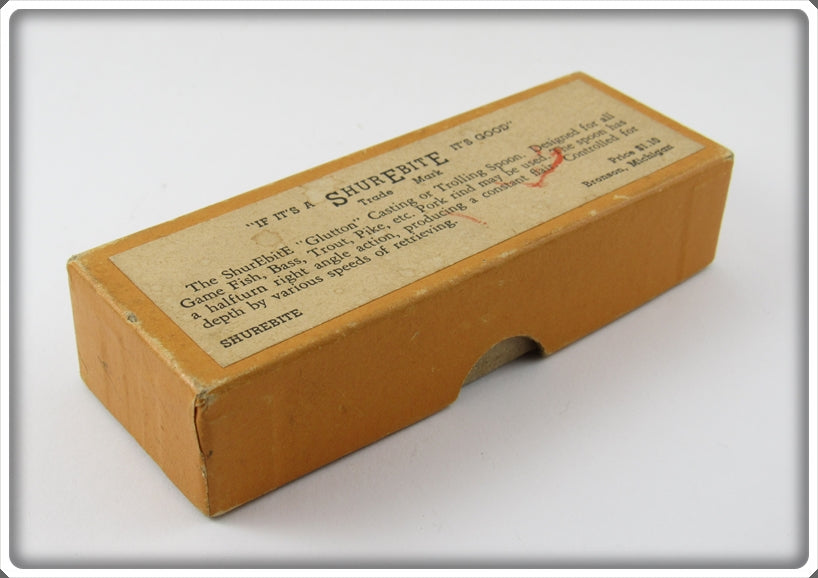 "IF IT'S A SHUREBITE IT'S GOOD"
Trade Mark
The ShurEbitE "Glutton" Casting or Trolling Spoon. Designed for all
Game Fish, Bass, Trout, Pike, etc. Pork rind may be used. The spoon has
a halfturn right angle action, producing a constant flair. Controlled for
depth by various speeds of retrieving.
Price $1.10
SHUREBITE
Bronson, Michigan